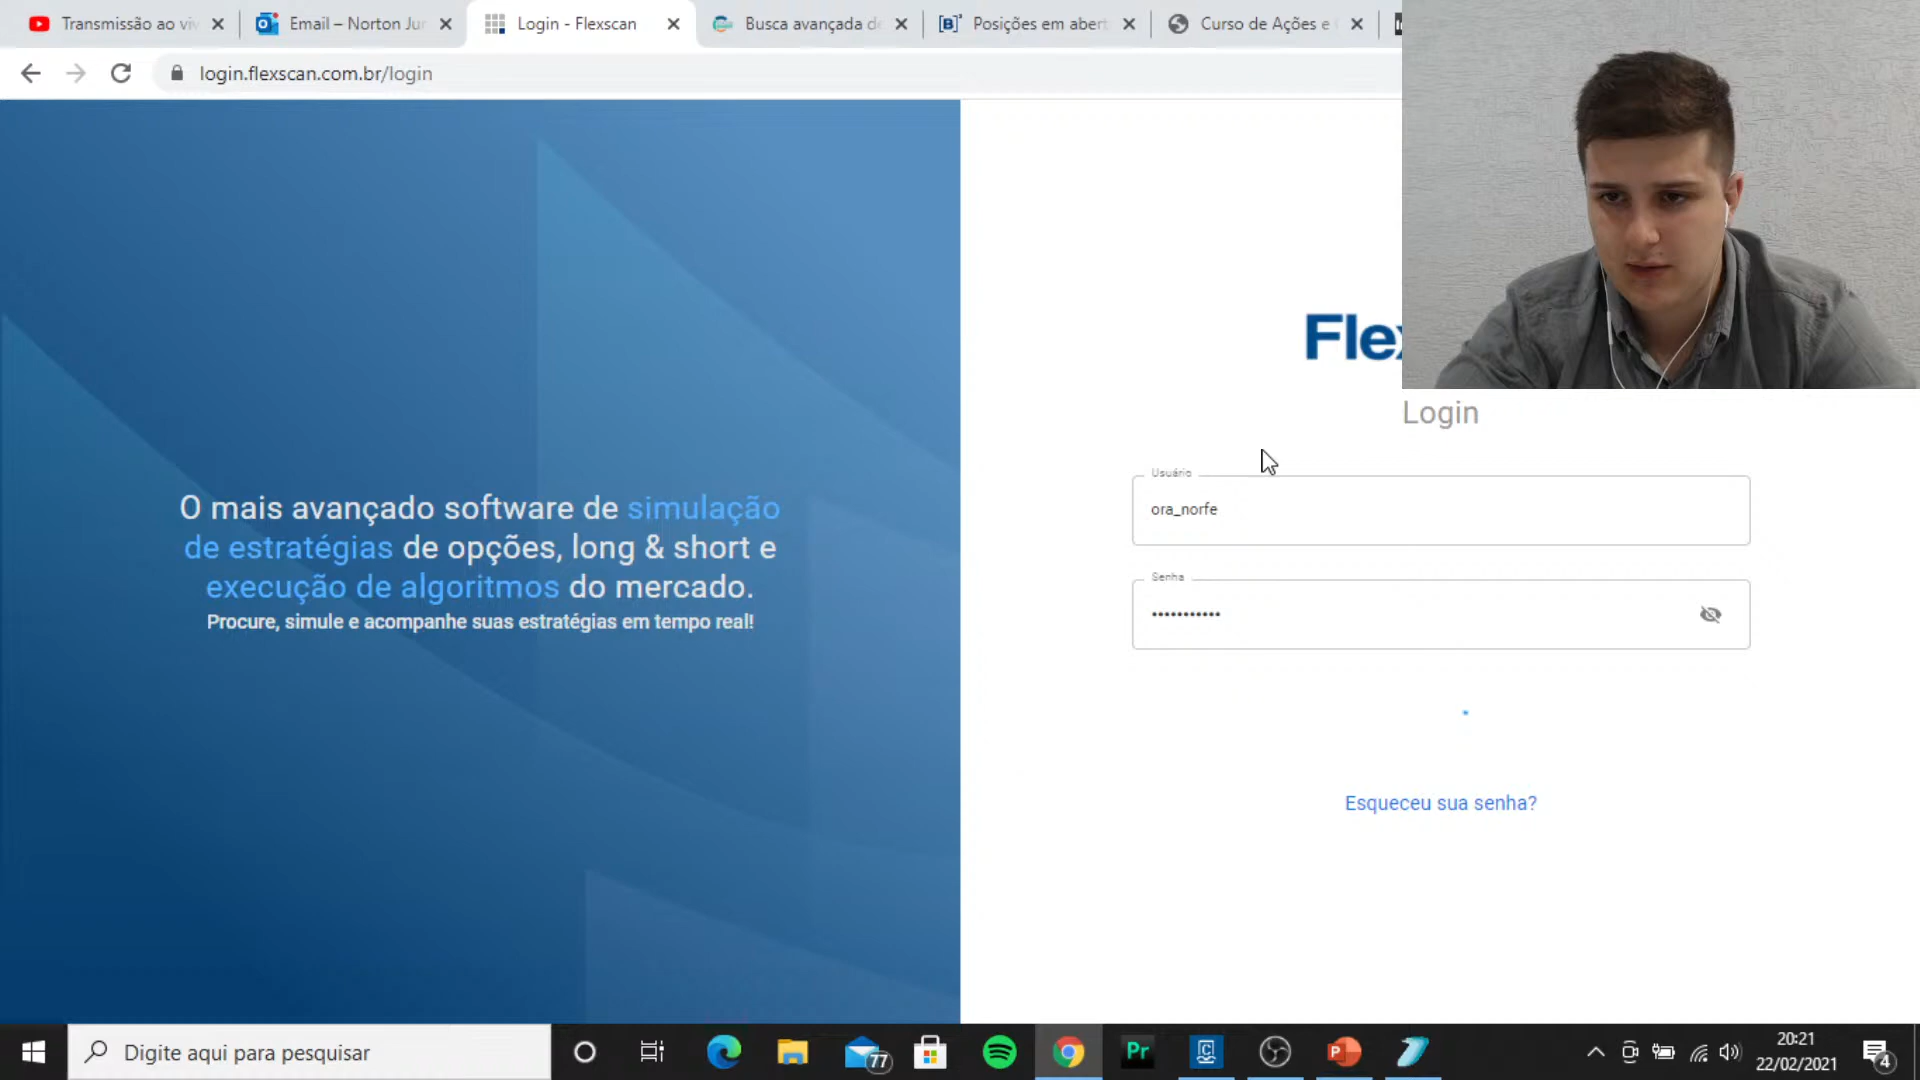 Transmissão ao viv
Email – Norton Jur
Login - Flexscan
Busca avançada de
Posições em abert
Curso de Ações e
login.flexscan.com.br/login
O mais avançado software de simulação
de estratégias de opções, long & short e
execução de algoritmos do mercado.
Procure, simule e acompanhe suas estratégias em tempo real!
Flex
Login
Usuário
ora_norfe
Senha
•••••••••••
Esqueceu sua senha?
Digite aqui para pesquisar
77
Pr
20:21
22/02/2021
4